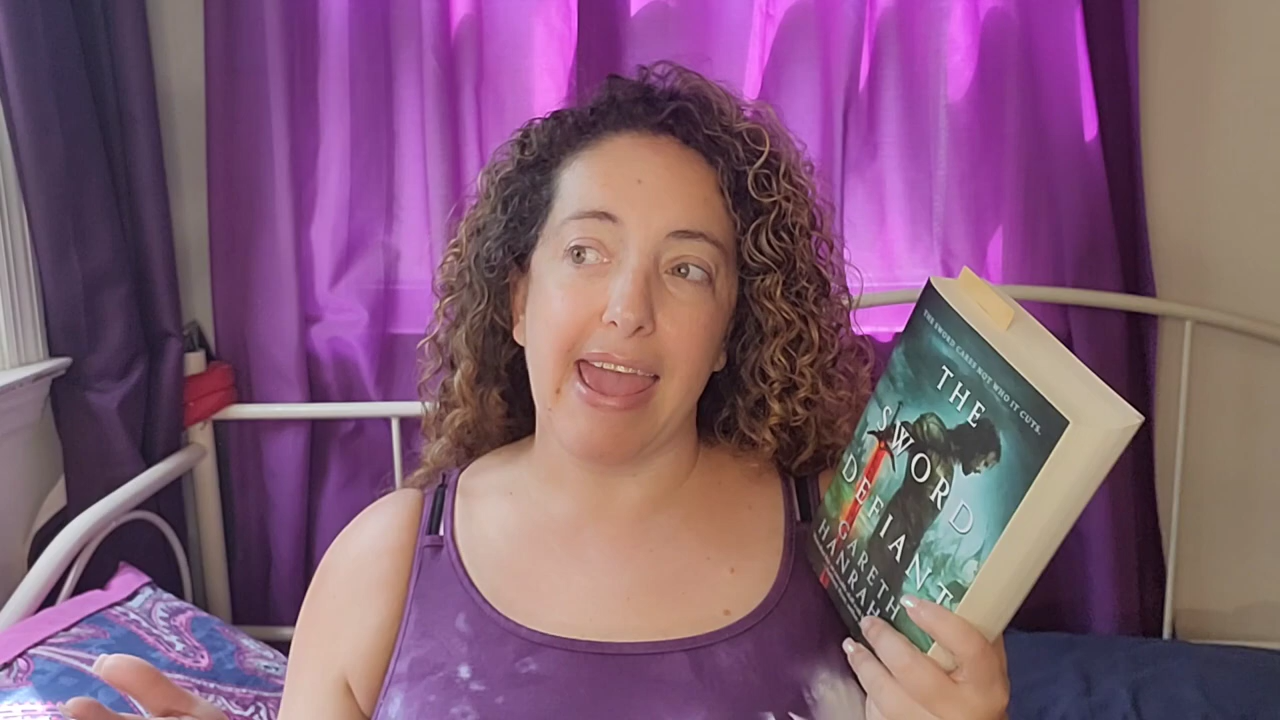 THE SWORD CARES NOT WHO IT CUTS.
THE
SWORD
DEFIANT
GARETH
HANRAH